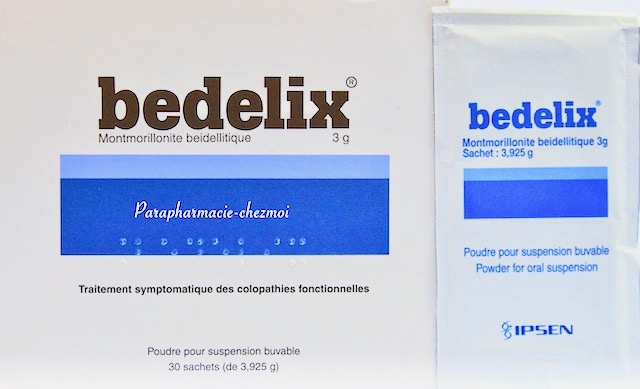 bedelix®
Montmorillonite beidellitique 3 g
Parapharmacie-chezmoi
Traitement symptomatique des colopathies fonctionnelles
Poudre pour suspension buvable
30 sachets (de 3,925 g)
bedelix®
Montmorillonite beidellitique 3g
Sachet : 3,925 g
Poudre pour suspension buvable
Powder for oral suspension
IPSEN